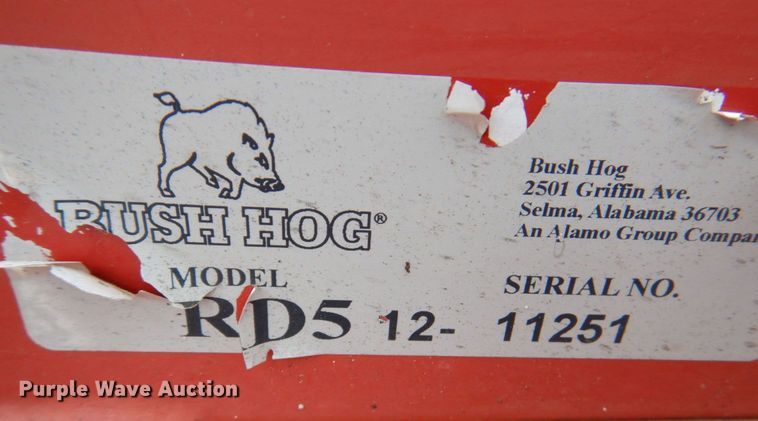 BUSH HOG®
MODEL
RD5 12- 11251
Bush Hog
2501 Griffin Ave.
Selma, Alabama 36703
An Alamo Group
SERIAL NO.
Purple Wave Auction